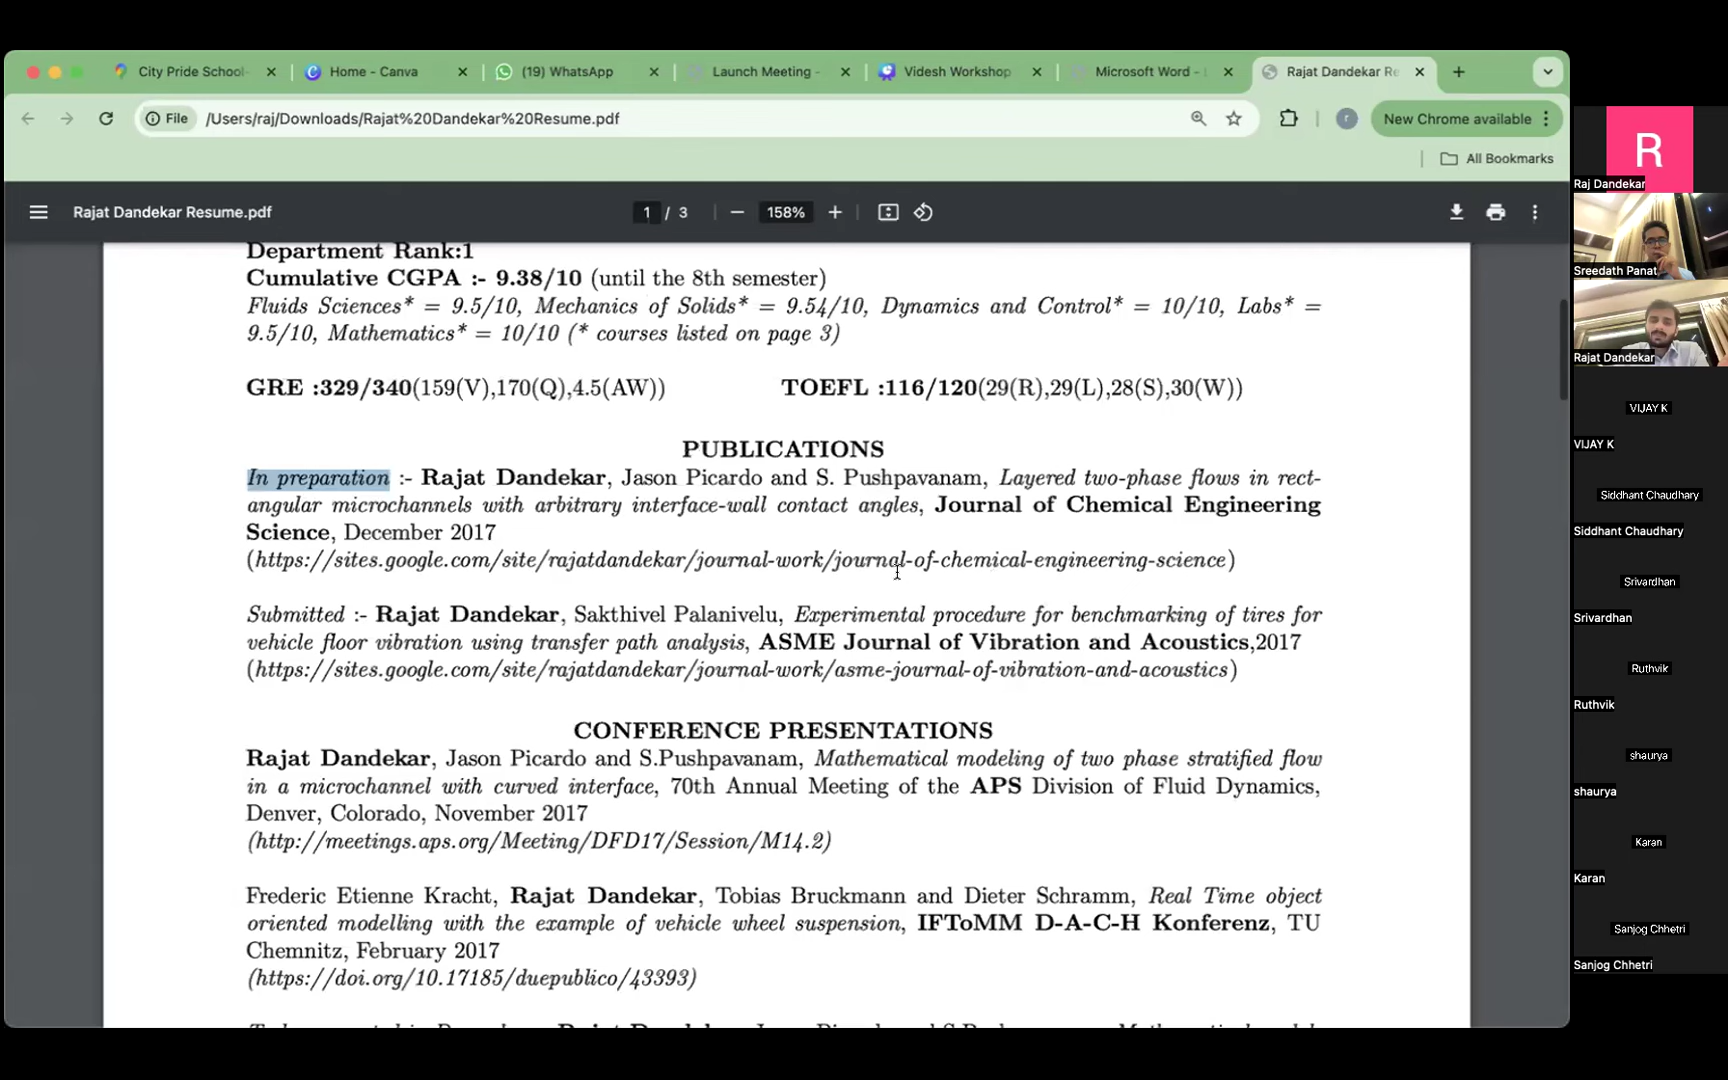 City Pride School
Home - Canva
(19) WhatsApp
Launch Meeting -
Videsh Workshop
Microsoft Word -
Rajat Dandekar Re
File
/Users/raj/Downloads/Rajat%20Dandekar%20Resume.pdf
r
New Chrome available
All Bookmarks
Rajat Dandekar Resume.pdf
1 / 3
158%
Department Rank:1
Cumulative CGPA :- 9.38/10 (until the 8th semester)
Fluids Sciences* = 9.5/10, Mechanics of Solids* = 9.54/10, Dynamics and Control* = 10/10, Labs* =
9.5/10, Mathematics* = 10/10 (* courses listed on page 3)
GRE :329/340(159(V),170(Q),4.5(AW)) TOEFL :116/120(29(R),29(L),28(S),30(W))
PUBLICATIONS
In preparation :- Rajat Dandekar, Jason Picardo and S. Pushpavanam, Layered two-phase flows in rect-
angular microchannels with arbitrary interface-wall contact angles, Journal of Chemical Engineering
Science, December 2017
(https://sites.google.com/site/rajatdandekar/journal-work/journal-of-chemical-engineering-science)
Submitted :- Rajat Dandekar, Sakthivel Palanivelu, Experimental procedure for benchmarking of tires for
vehicle floor vibration using transfer path analysis, ASME Journal of Vibration and Acoustics,2017
(https://sites.google.com/site/rajatdandekar/journal-work/asme-journal-of-vibration-and-acoustics)
CONFERENCE PRESENTATIONS
Rajat Dandekar, Jason Picardo and S.Pushpavanam, Mathematical modeling of two phase stratified flow
in a microchannel with curved interface, 70th Annual Meeting of the APS Division of Fluid Dynamics,
Denver, Colorado, November 2017
(http://meetings.aps.org/Meeting/DFD17/Session/M14.2)
Frederic Etienne Kracht, Rajat Dandekar, Tobias Bruckmann and Dieter Schramm, Real Time object
oriented modelling with the example of vehicle wheel suspension, IFToMM D-A-C-H Konferenz, TU
Chemnitz, February 2017
(https://doi.org/10.17185/duepublico/43393)
R
Raj Dandekar
Sreedath Panat
Rajat Dandekar
VIJAY K
VIJAY K
Siddhant Chaudhary
Siddhant Chaudhary
Srivardhan
Srivardhan
Ruthvik
Ruthvik
shaurya
shaurya
Karan
Karan
Sanjog Chhetri
Sanjog Chhetri